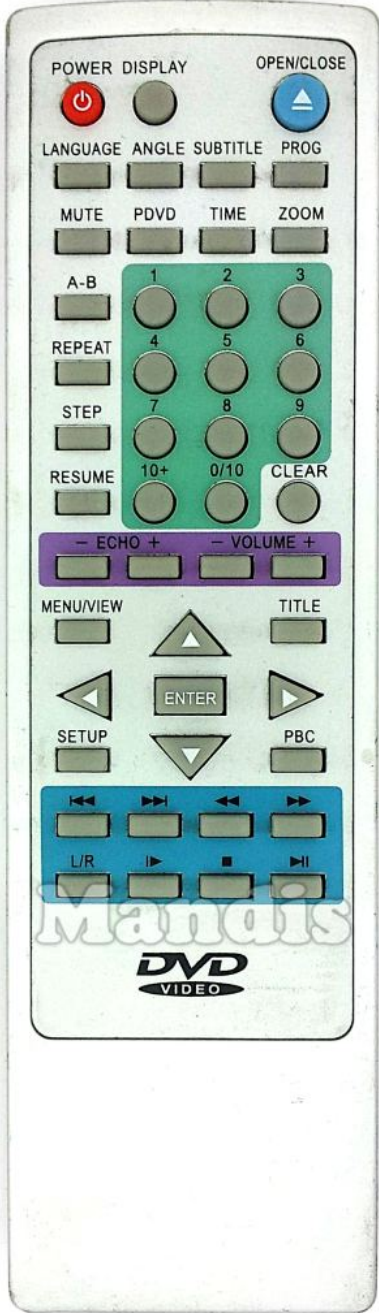 POWER DISPLAY OPEN/CLOSE
LANGUAGE ANGLE SUBTITLE PROG
MUTE PDVD TIME ZOOM
A-B 1 2 3
REPEAT 4 5 6
STEP 7 8 9
RESUME 10+ 0/10 CLEAR
- ECHO + - VOLUME +
MENU/VIEW TITLE
ENTER
SETUP PBC
L/R
Mandis
DVD
VIDEO